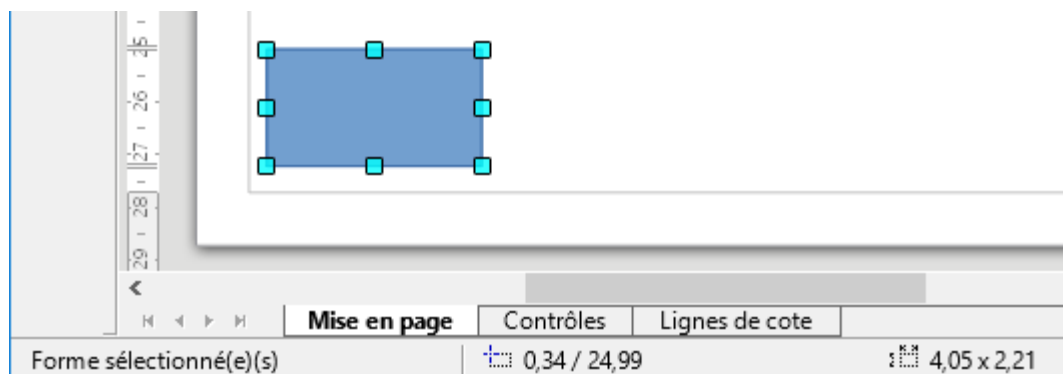 25
26
27
28
29
Mise en page Contrôles Lignes de cote
Forme sélectionné(e)(s) 0,34 / 24,99 4,05 x 2,21